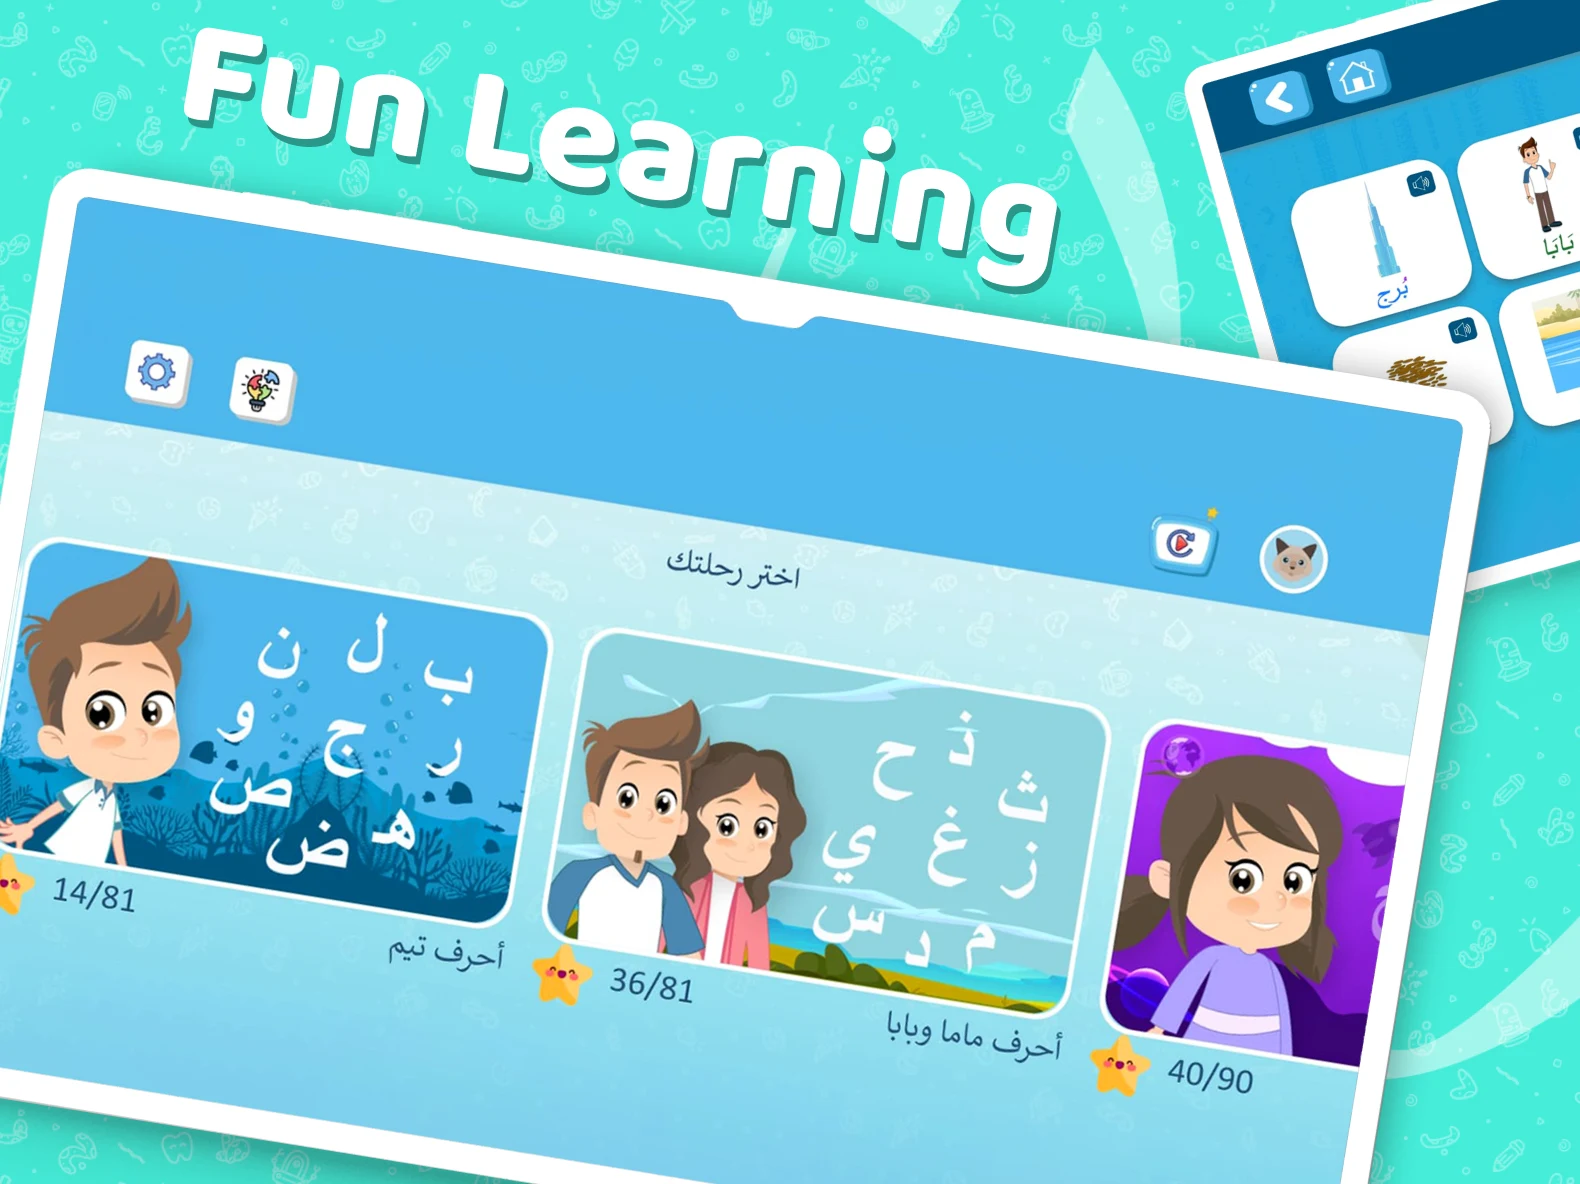 Fun Learning
بُرج
بَابَا
اختر رحلتك
ب ل ن
ر ج و
هـ ض ص
14/81
أحرف تيم
ذ ح
ث غ ي
ز
م د س
36/81
أحرف ماما وبابا
40/90